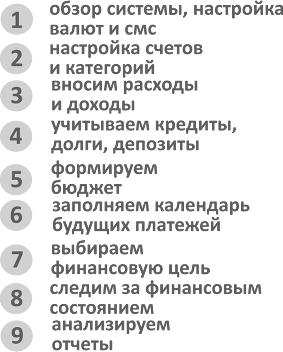 1 обзор системы, настройка
валют и смс
2 настройка счетов
и категорий
3 вносим расходы
и доходы
4 учитываем кредиты,
долги, депозиты
5 формируем
бюджет
6 заполняем календарь
будущих платежей
7 выбираем
финансовую цель
8 следим за финансовым
состоянием
9 анализируем
отчеты